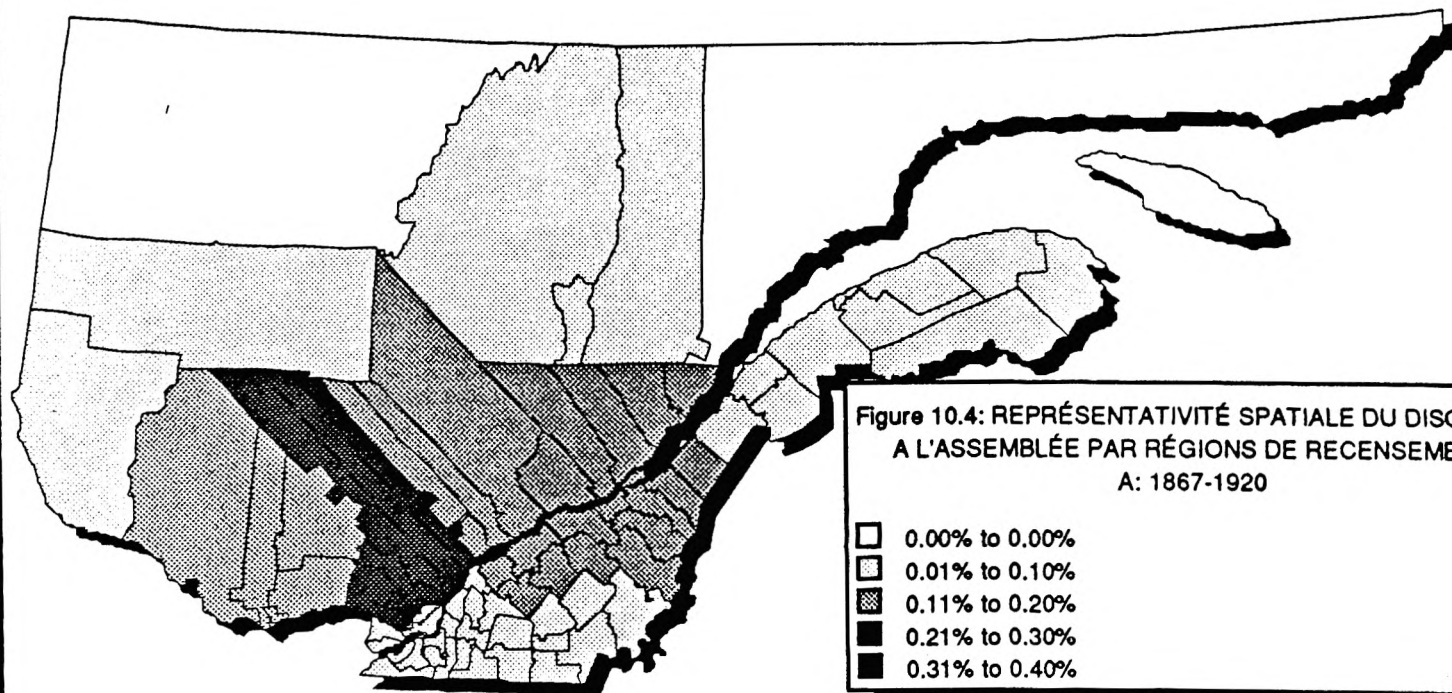 Figure 10.4: REPRÉSENTATIVITÉ SPATIALE DU DISC
A L'ASSEMBLÉE PAR RÉGIONS DE RECENSEME
A: 1867-1920
0.00% to 0.00%
0.01% to 0.10%
0.11% to 0.20%
0.21% to 0.30%
0.31% to 0.40%